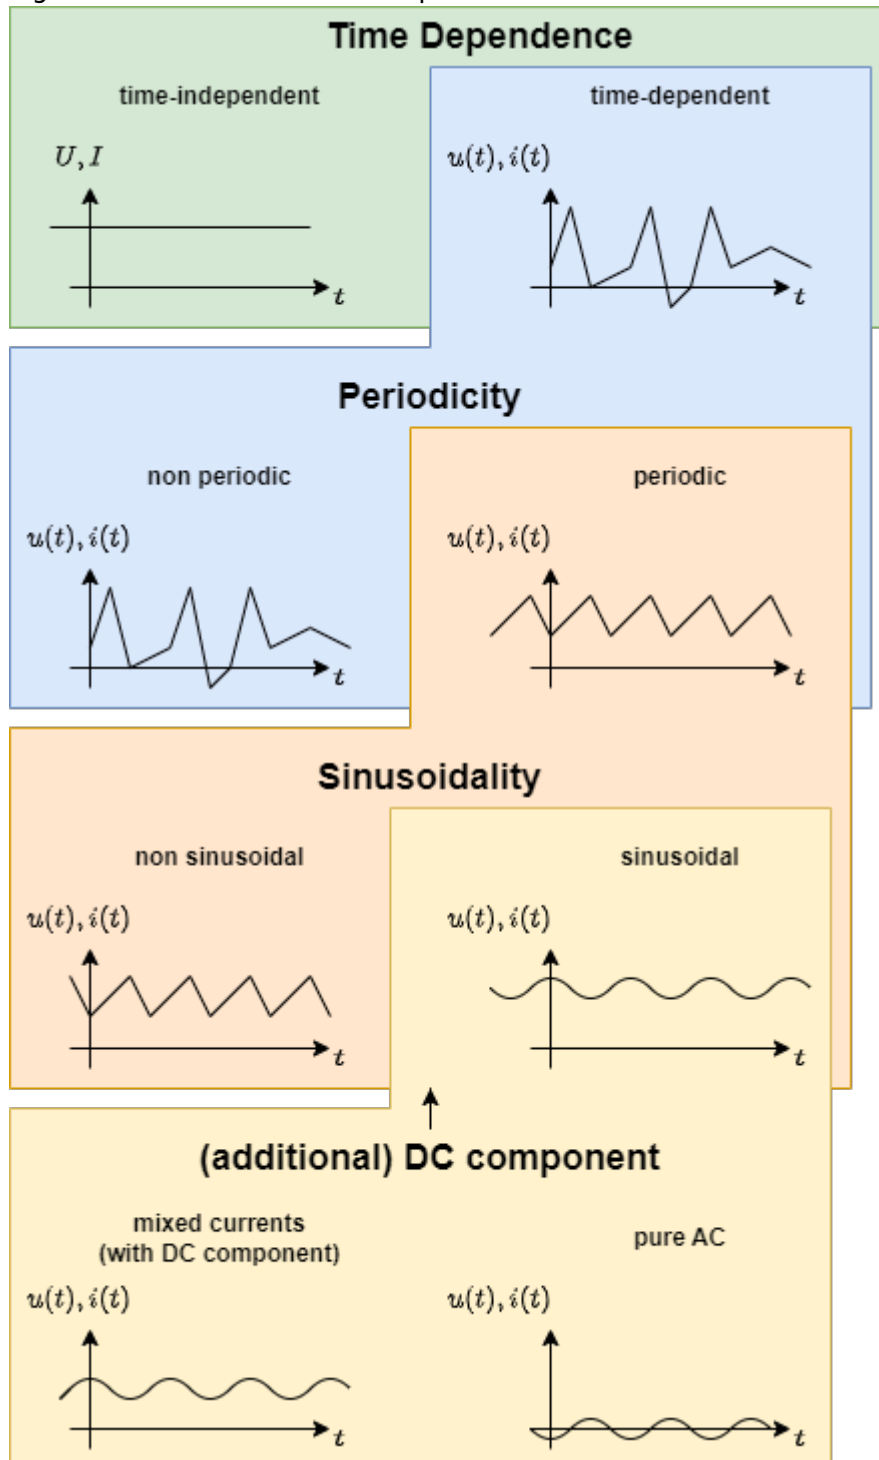 Time Dependence
time-independent
time-dependent
U, I
u(t), i(t)
t
t
Periodicity
non periodic
periodic
u(t), i(t)
u(t), i(t)
t
t
Sinusoidality
non sinusoidal
sinusoidal
u(t), i(t)
u(t), i(t)
t
t
(additional) DC component
mixed currents
(with DC component)
pure AC
u(t), i(t)
u(t), i(t)
t
t